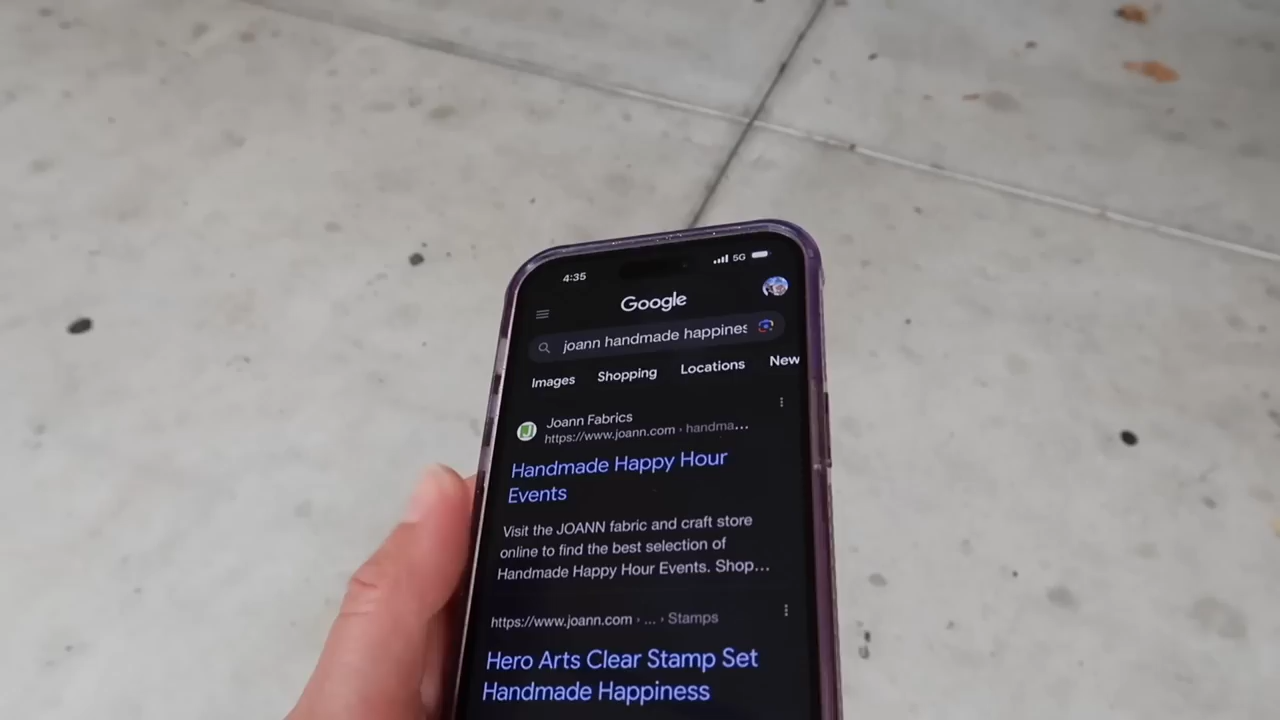 4:35 5G
Google
joann handmade happines
Images Shopping Locations New
Joann Fabrics
https://www.joann.com › handma...
Handmade Happy Hour
Events
Visit the JOANN fabric and craft store
online to find the best selection of
Handmade Happy Hour Events. Shop...
https://www.joann.com › ... › Stamps
Hero Arts Clear Stamp Set
Handmade Happiness